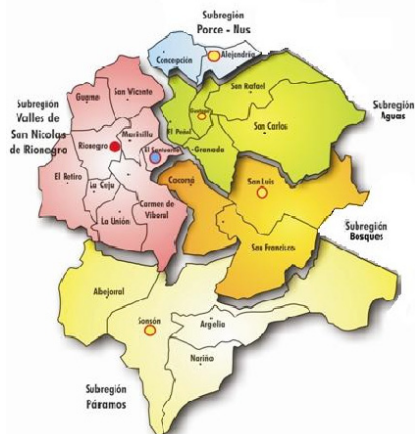 Subregión
Porce - Nus
Concepción
Alejandría
Guarne
San Vicente
San Rafael
Subregión
Valles de
San Nicolas
de Rionegro
Subregión
Aguas
El Peñol
San Carlos
Marinilla
Rionegro
El Santuario
Granada
El Retiro
La Ceja
Cocorná
San Luis
Carmen de
Viboral
La Unión
Subregión
Bosques
San Francisco
Abejorral
Sonsón
Argelia
Nariño
Subregión
Páramos